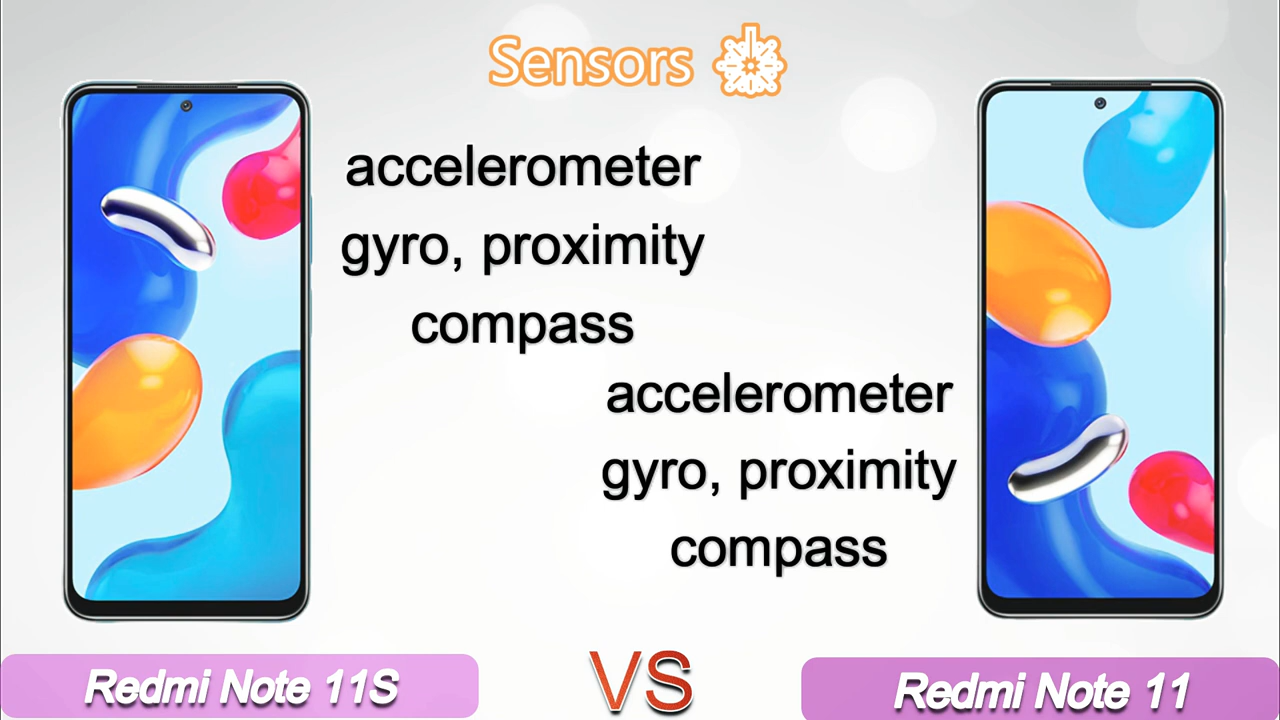 Sensors
accelerometer
gyro, proximity
compass
accelerometer
gyro, proximity
compass
Redmi Note 11S
VS
Redmi Note 11